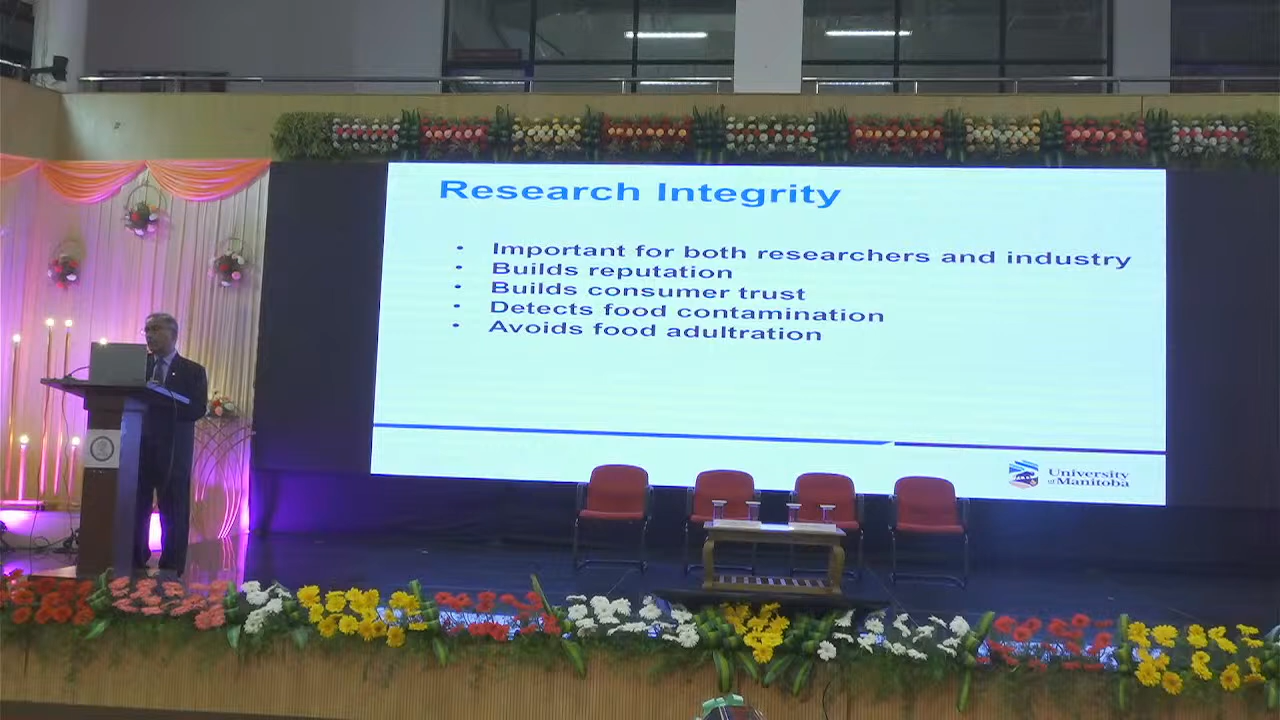 Research Integrity
• Important for both researchers and industry
• Builds reputation
• Builds consumer trust
• Detects food contamination
• Avoids food adultration
University
of Manitoba